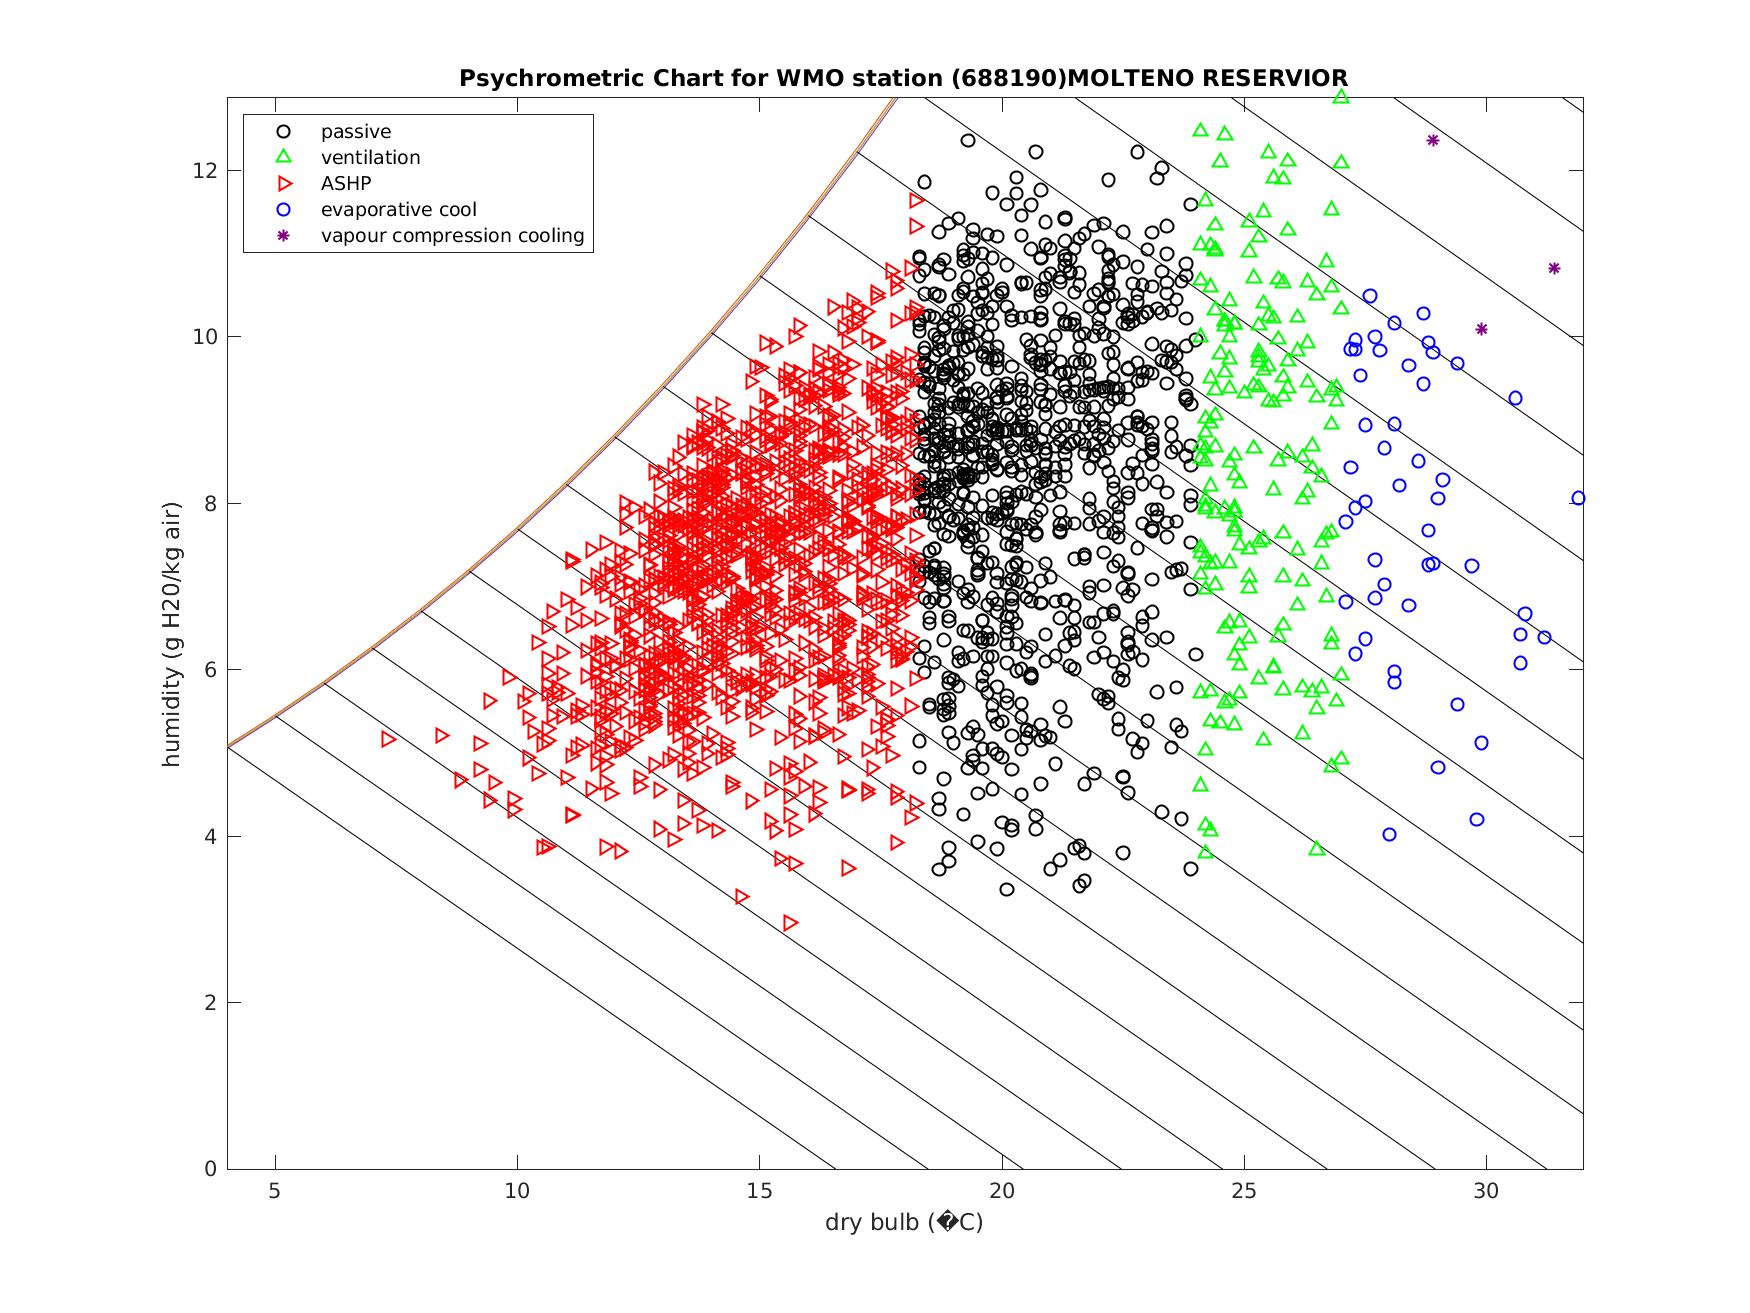 Psychrometric Chart for WMO station (688190)MOLTENO RESERVIOR
passive
ventilation
ASHP
evaporative cool
vapour compression cooling
humidity (g H20/kg air)
12
10
8
6
4
2
0
5 10 15 20 25 30
dry bulb (�C)